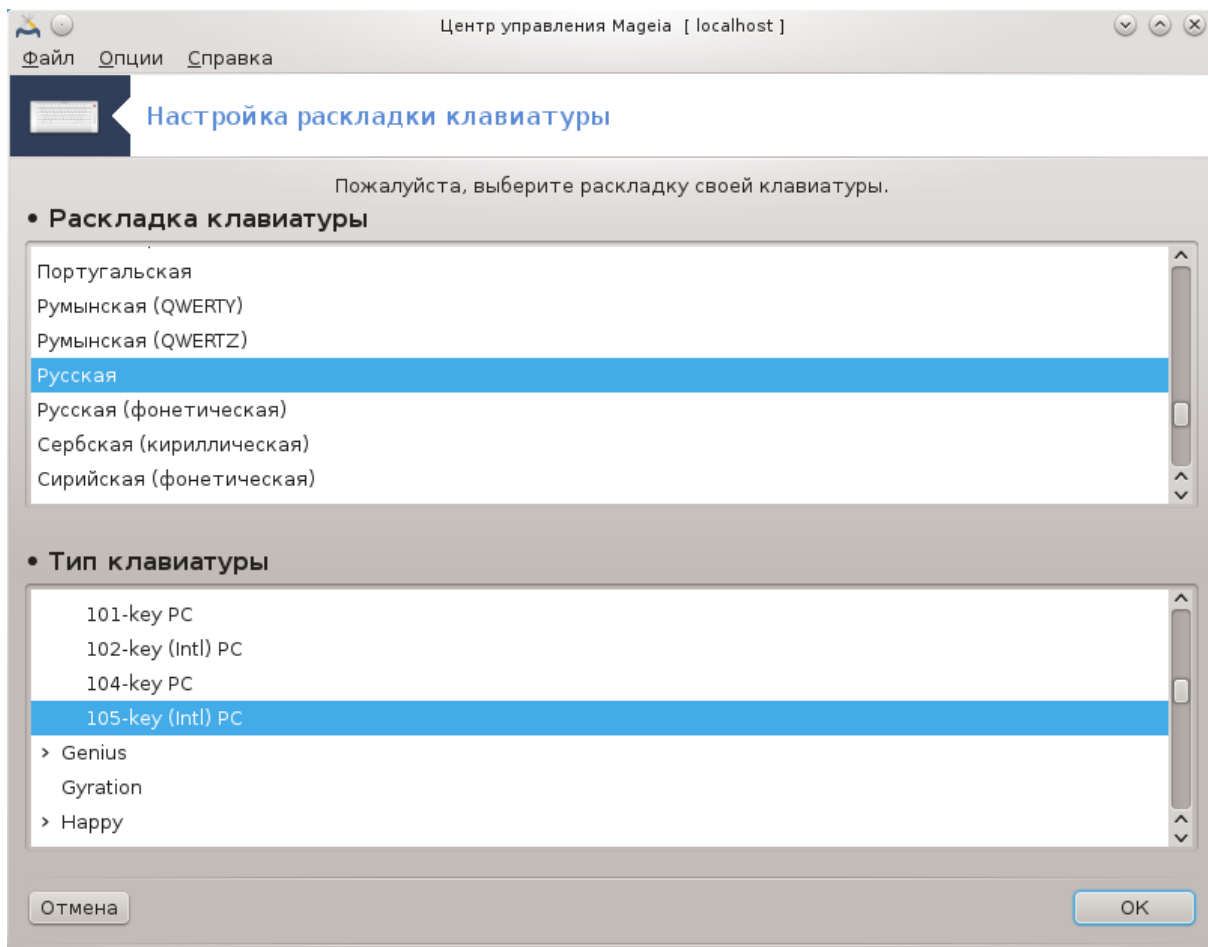 Центр управления Mageia [ localhost ]
Файл Опции Справка
Настройка раскладки клавиатуры
Пожалуйста, выберите раскладку своей клавиатуры.
• Раскладка клавиатуры
Португальская
Румынская (QWERTY)
Румынская (QWERTZ)
Русская
Русская (фонетическая)
Сербская (кириллическая)
Сирийская (фонетическая)
• Тип клавиатуры
101-key PC
102-key (Intl) PC
104-key PC
105-key (Intl) PC
Genius
Gyration
Happy
Отмена
OK